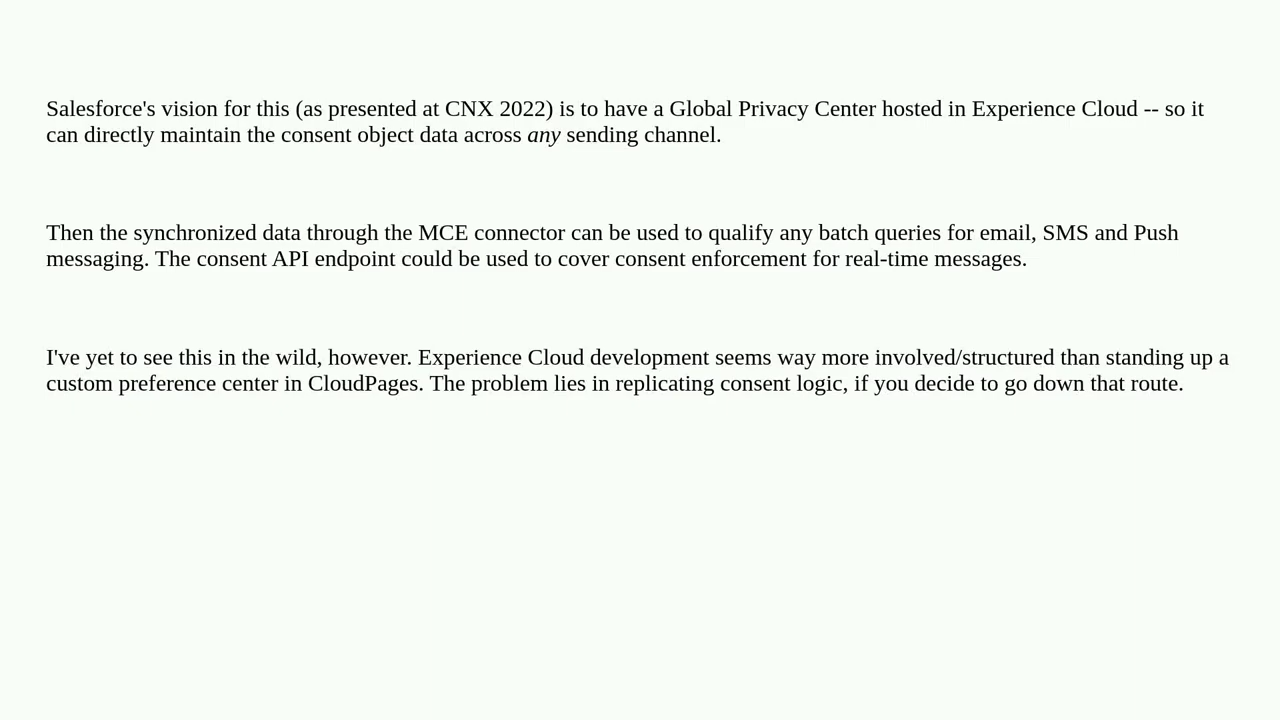 Salesforce's vision for this (as presented at CNX 2022) is to have a Global Privacy Center hosted in Experience Cloud -- so it
can directly maintain the consent object data across any sending channel.
Then the synchronized data through the MCE connector can be used to qualify any batch queries for email, SMS and Push
messaging. The consent API endpoint could be used to cover consent enforcement for real-time messages.
I've yet to see this in the wild, however. Experience Cloud development seems way more involved/structured than standing up a
custom preference center in CloudPages. The problem lies in replicating consent logic, if you decide to go down that route.